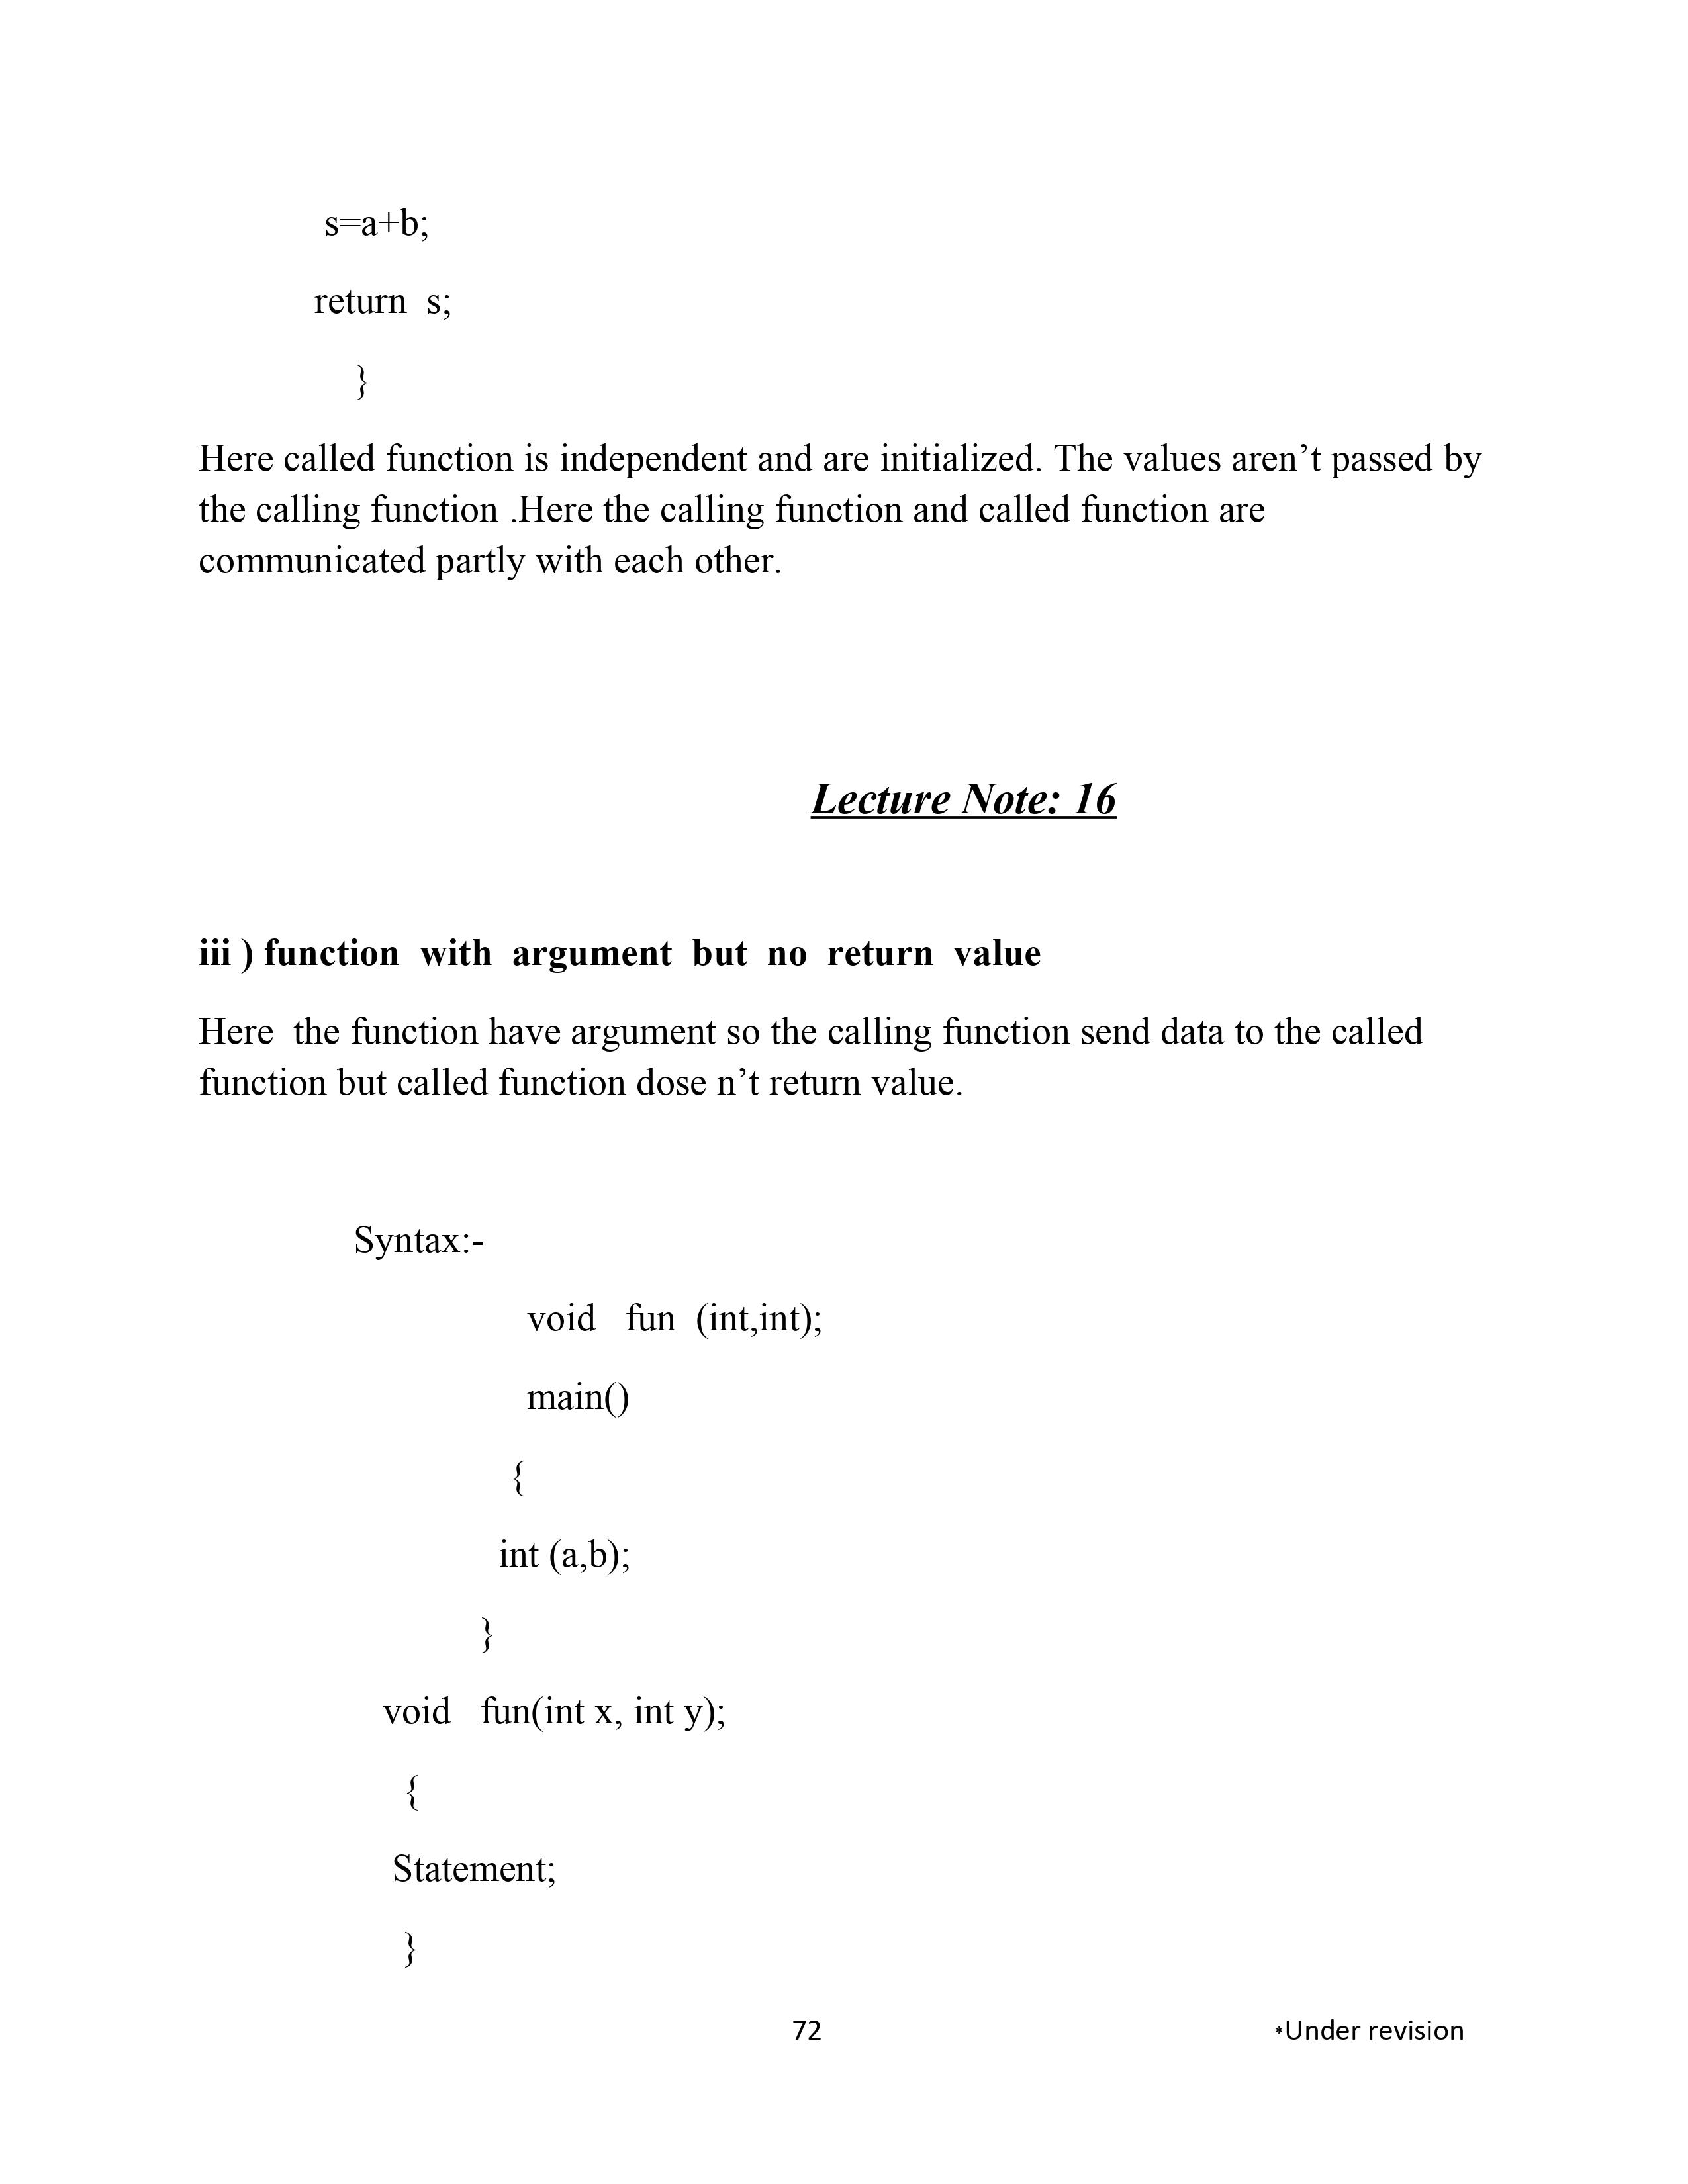 s=a+b;
return  s;
}
Here called function is independent and are initialized. The values aren’t passed by
the calling function .Here the calling function and called function are
communicated partly with each other.
Lecture Note: 16
iii ) function  with  argument  but  no  return  value
Here  the function have argument so the calling function send data to the called
function but called function dose n’t return value.
Syntax:-
void   fun  (int,int);
main()
{
int (a,b);
}
void   fun(int x, int y);
{
Statement;
}
72
*Under revision